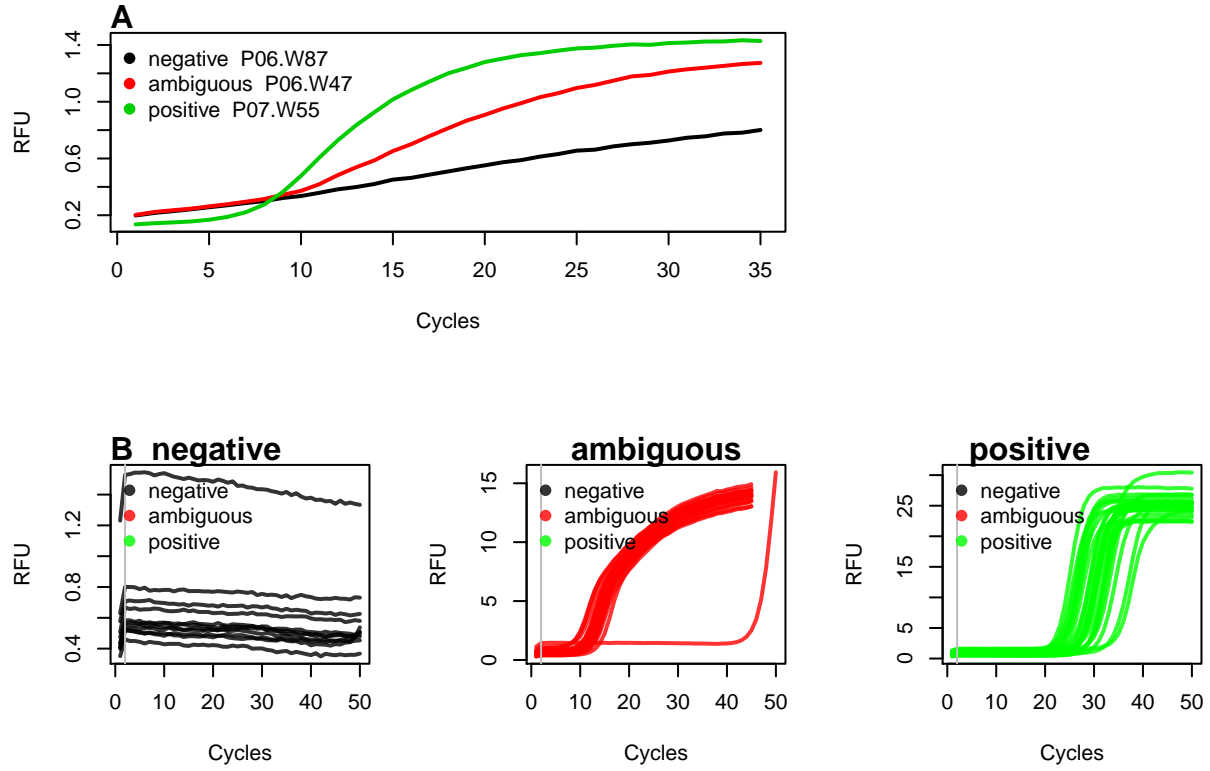 A
RFU
1.4
1.0
0.6
0.2
negative P06.W87
ambiguous P06.W47
positive P07.W55
0 5 10 15 20 25 30 35
Cycles
B negative
RFU
1.2
0.8
0.4
negative
ambiguous
positive
0 10 20 30 40 50
Cycles
ambiguous
RFU
15
10
5
0
negative
ambiguous
positive
0 10 20 30 40 50
Cycles
positive
RFU
25
15
5
0
negative
ambiguous
positive
0 10 20 30 40 50
Cycles